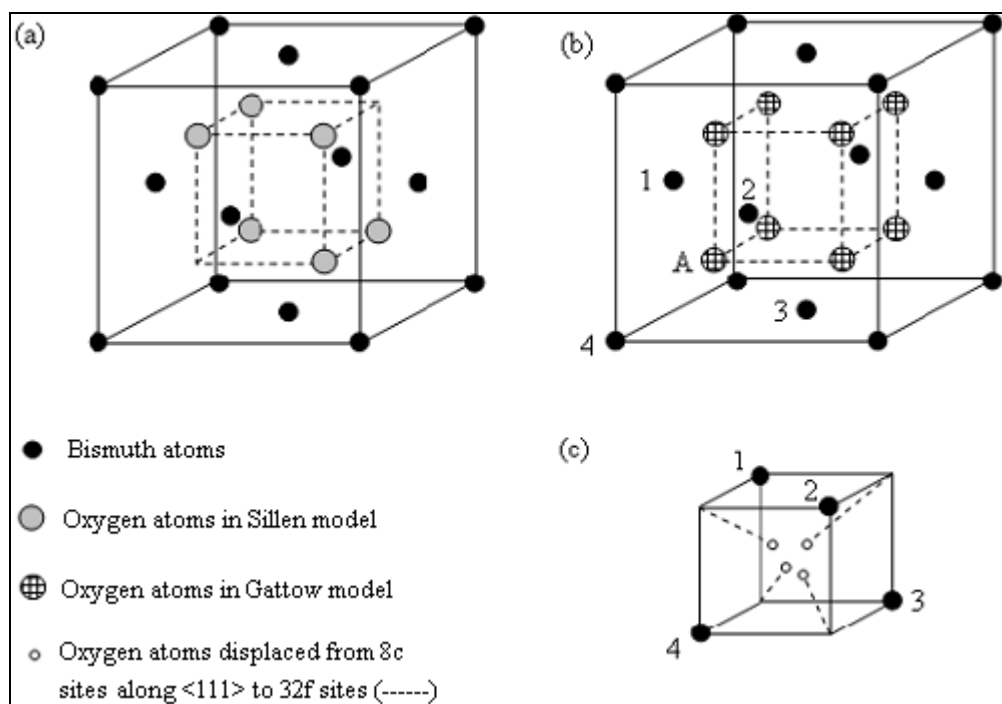 (a)
(b)
1
2
A
3
4
Bismuth atoms
(c)
1
2
Oxygen atoms in Sillen model
Oxygen atoms in Gattow model
3
4
Oxygen atoms displaced from 8c
sites along <111> to 32f sites (------)